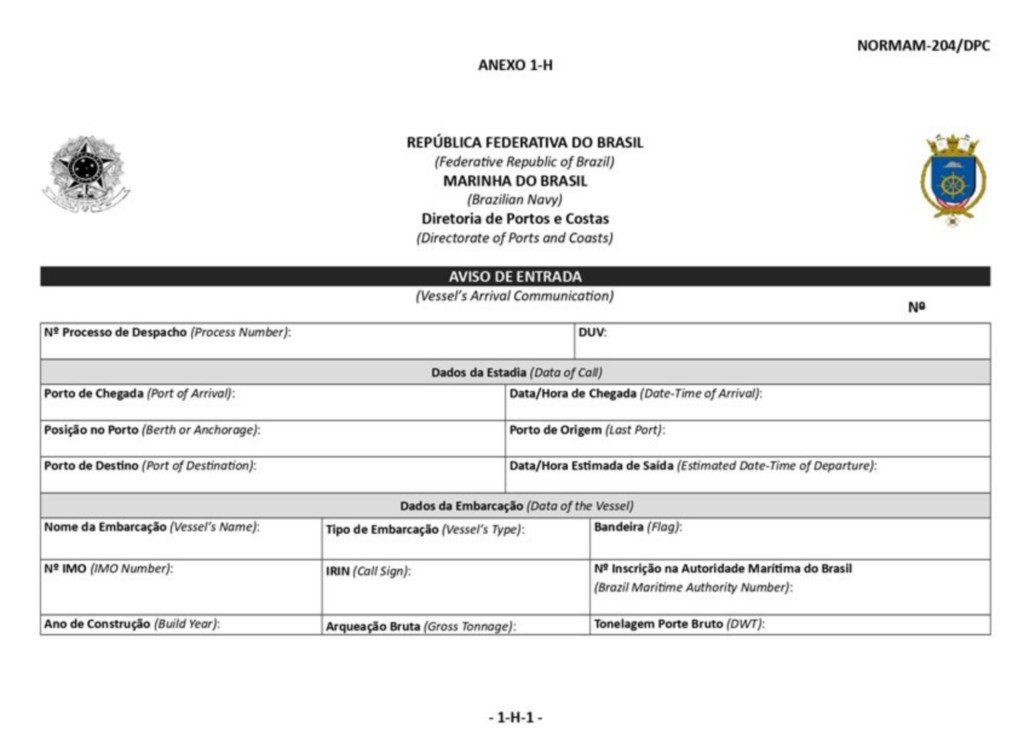 NORMAM-204/DPC
ANEXO 1-H
REPÚBLICA FEDERATIVA DO BRASIL
(Federative Republic of Brazil)
MARINHA DO BRASIL
(Brazilian Navy)
Diretoria de Portos e Costas
(Directorate of Ports and Coasts)
AVISO DE ENTRADA
(Vessel's Arrival Communication)
Nº
Nº Processo de Despacho (Process Number):
DUV:
Dados da Estadia (Data of Call)
Porto de Chegada (Port of Arrival):
Data/Hora de Chegada (Date-Time of Arrival):
Posição no Porto (Berth or Anchorage):
Porto de Origem (Last Port):
Porto de Destino (Port of Destination):
Data/Hora Estimada de Saída (Estimated Date-Time of Departure):
Dados da Embarcação (Data of the Vessel)
Nome da Embarcação (Vessel's Name):
Tipo de Embarcação (Vessel's Type):
Bandeira (Flag):
Nº IMO (IMO Number):
IRIN (Call Sign):
Nº Inscrição na Autoridade Marítima do Brasil
(Brazil Maritime Authority Number):
Ano de Construção (Build Year):
Arqueação Bruta (Gross Tonnage):
Tonelagem Porte Bruto (DWT):
- 1-H-1 -